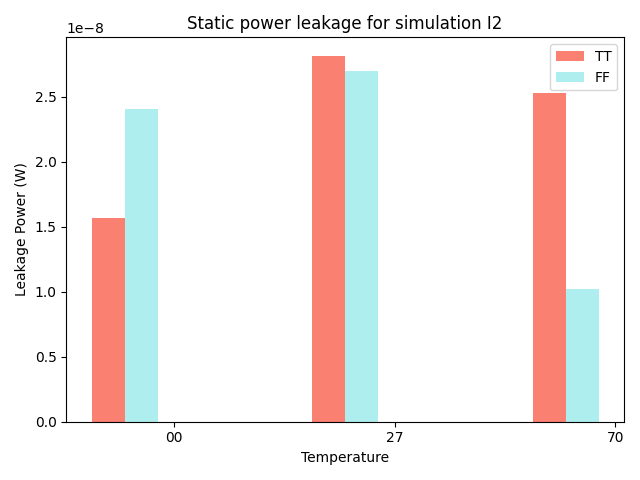 Static power leakage for simulation I2
1e−8
TT
FF
2.5
2.0
1.5
1.0
0.5
0.0
Leakage Power (W)
00 27 70
Temperature